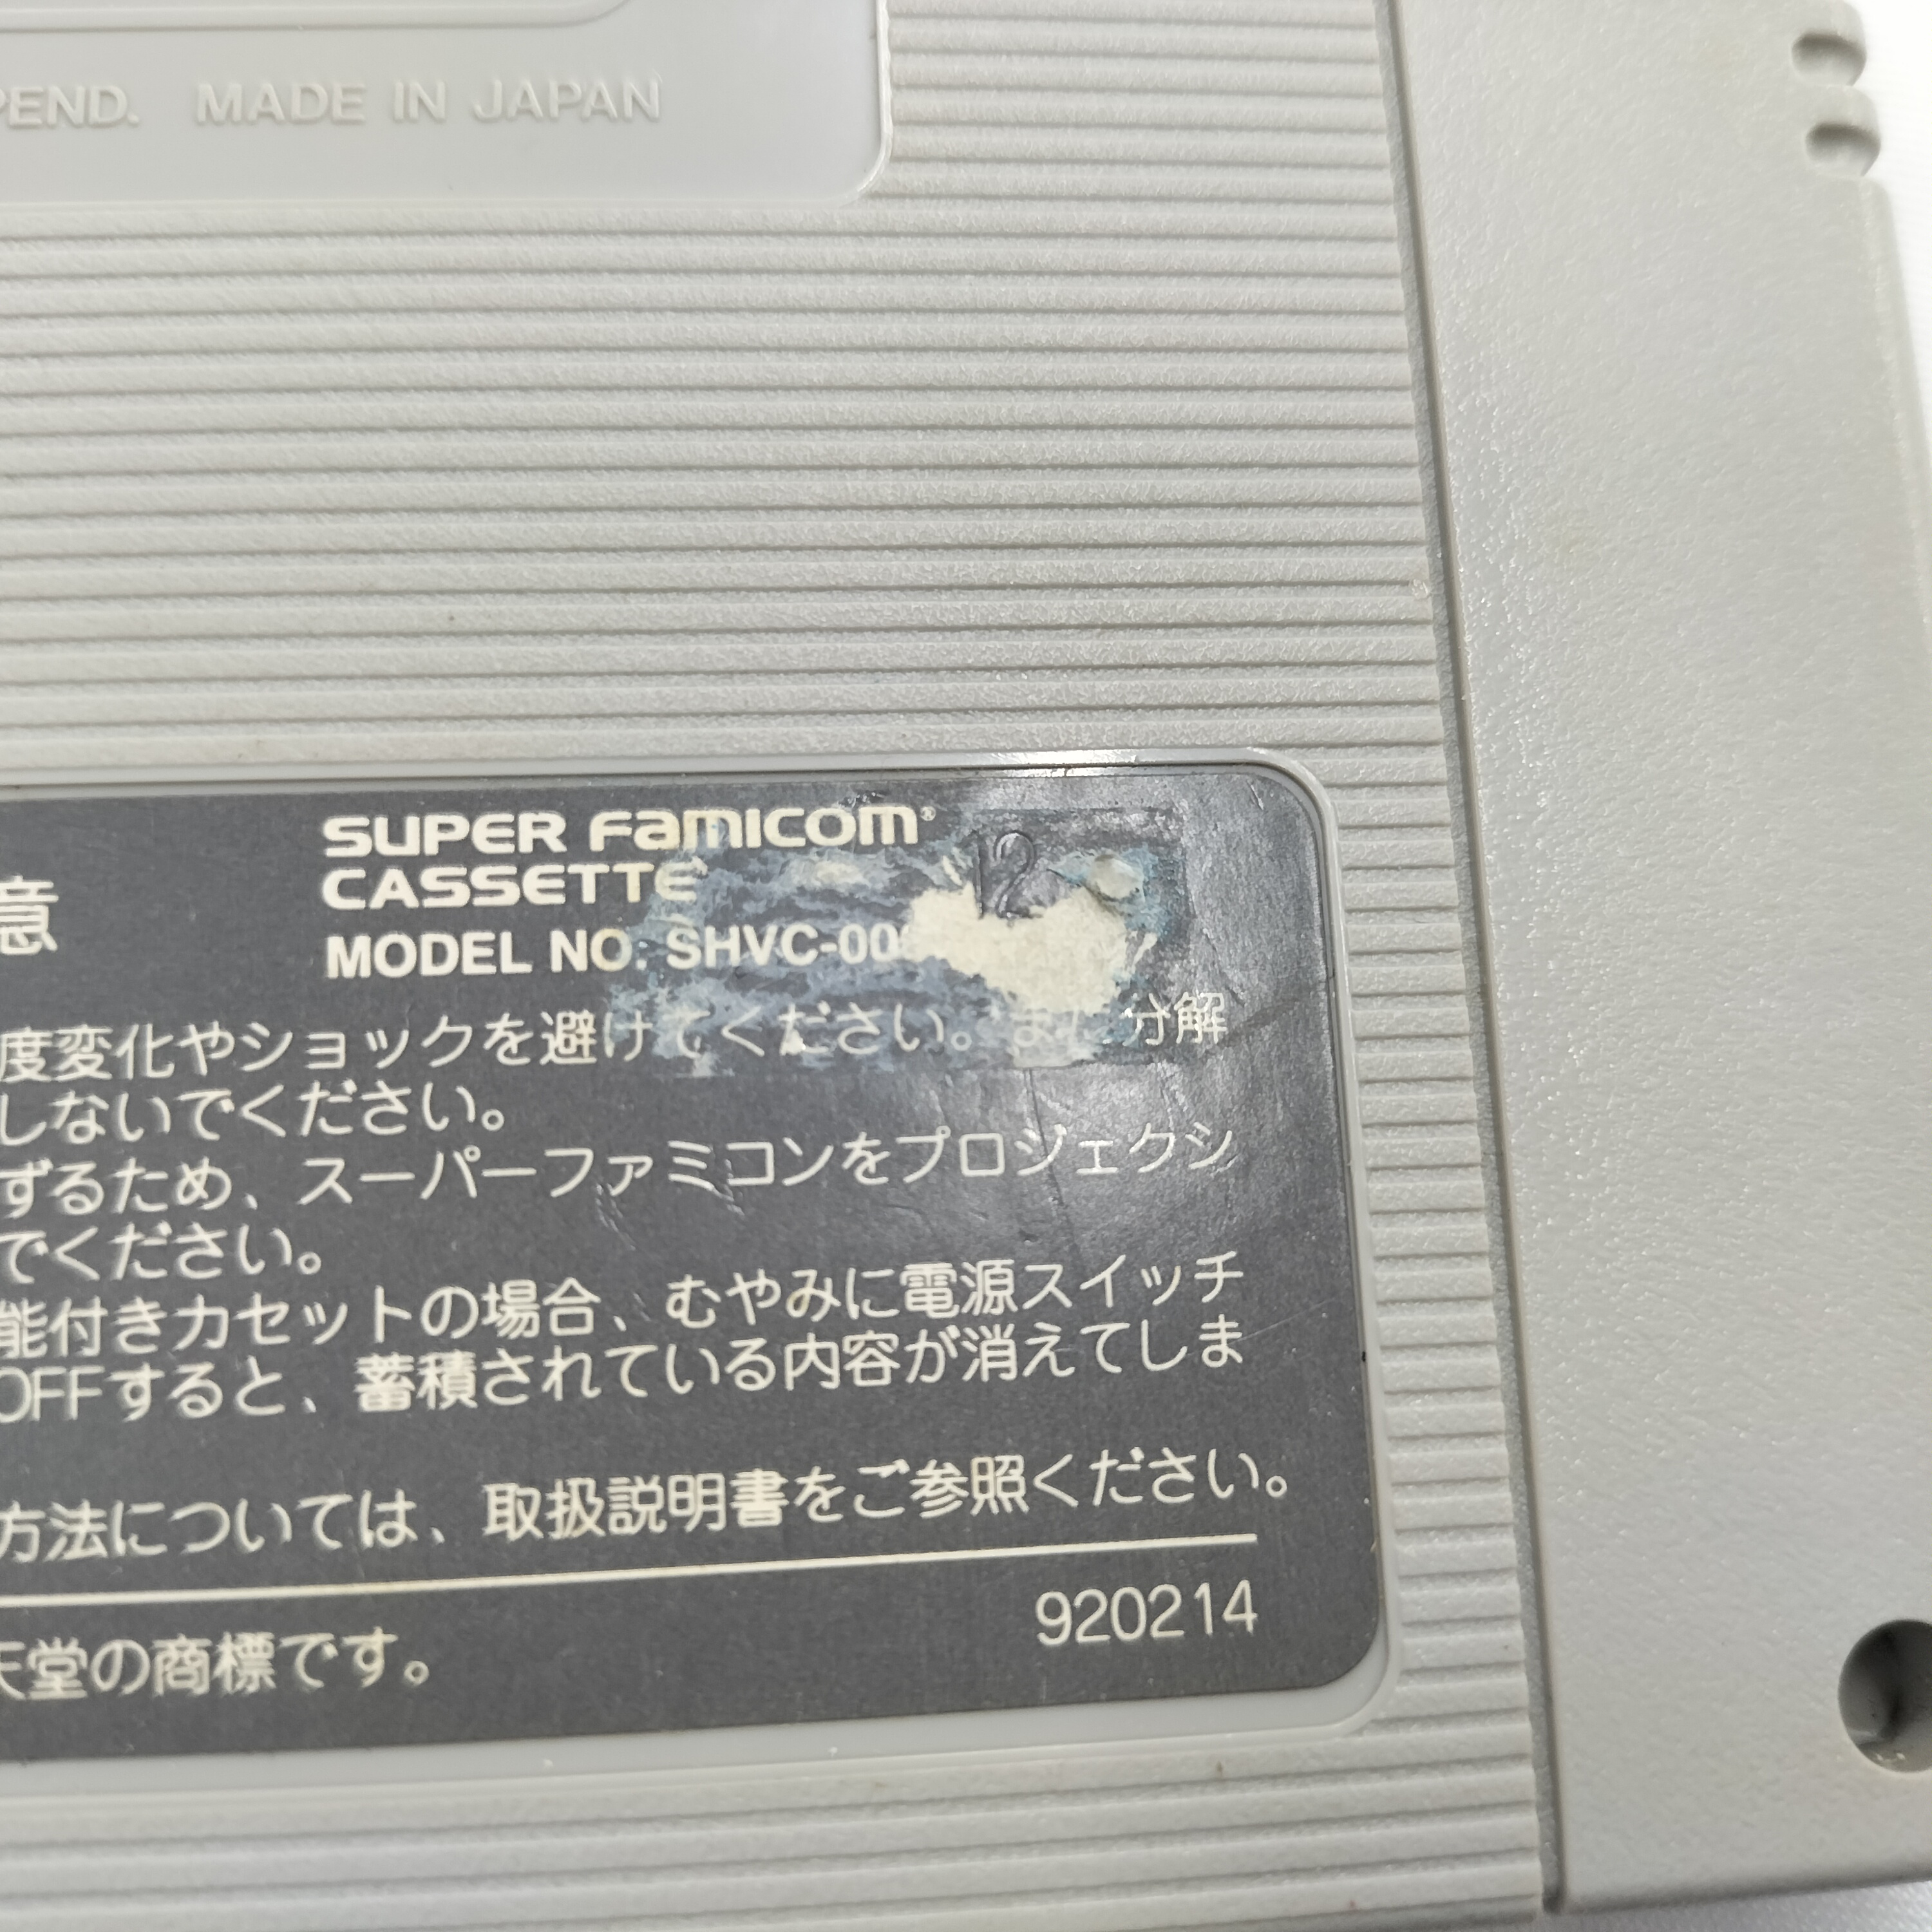 PEND. MADE IN JAPAN
意
SUPER FAMICOM
CASSETTE
MODEL NO. SHVC-00
12
度変化やショックを避けてください。また、分解
しないでください。
ずるため、スーパーファミコンをプロジェクシ
でください。
能付きカセットの場合、むやみに電源スイッチ
OFFすると、蓄積されている内容が消えてしま
方法については、取扱説明書をご参照ください。
920214
天堂の商標です。